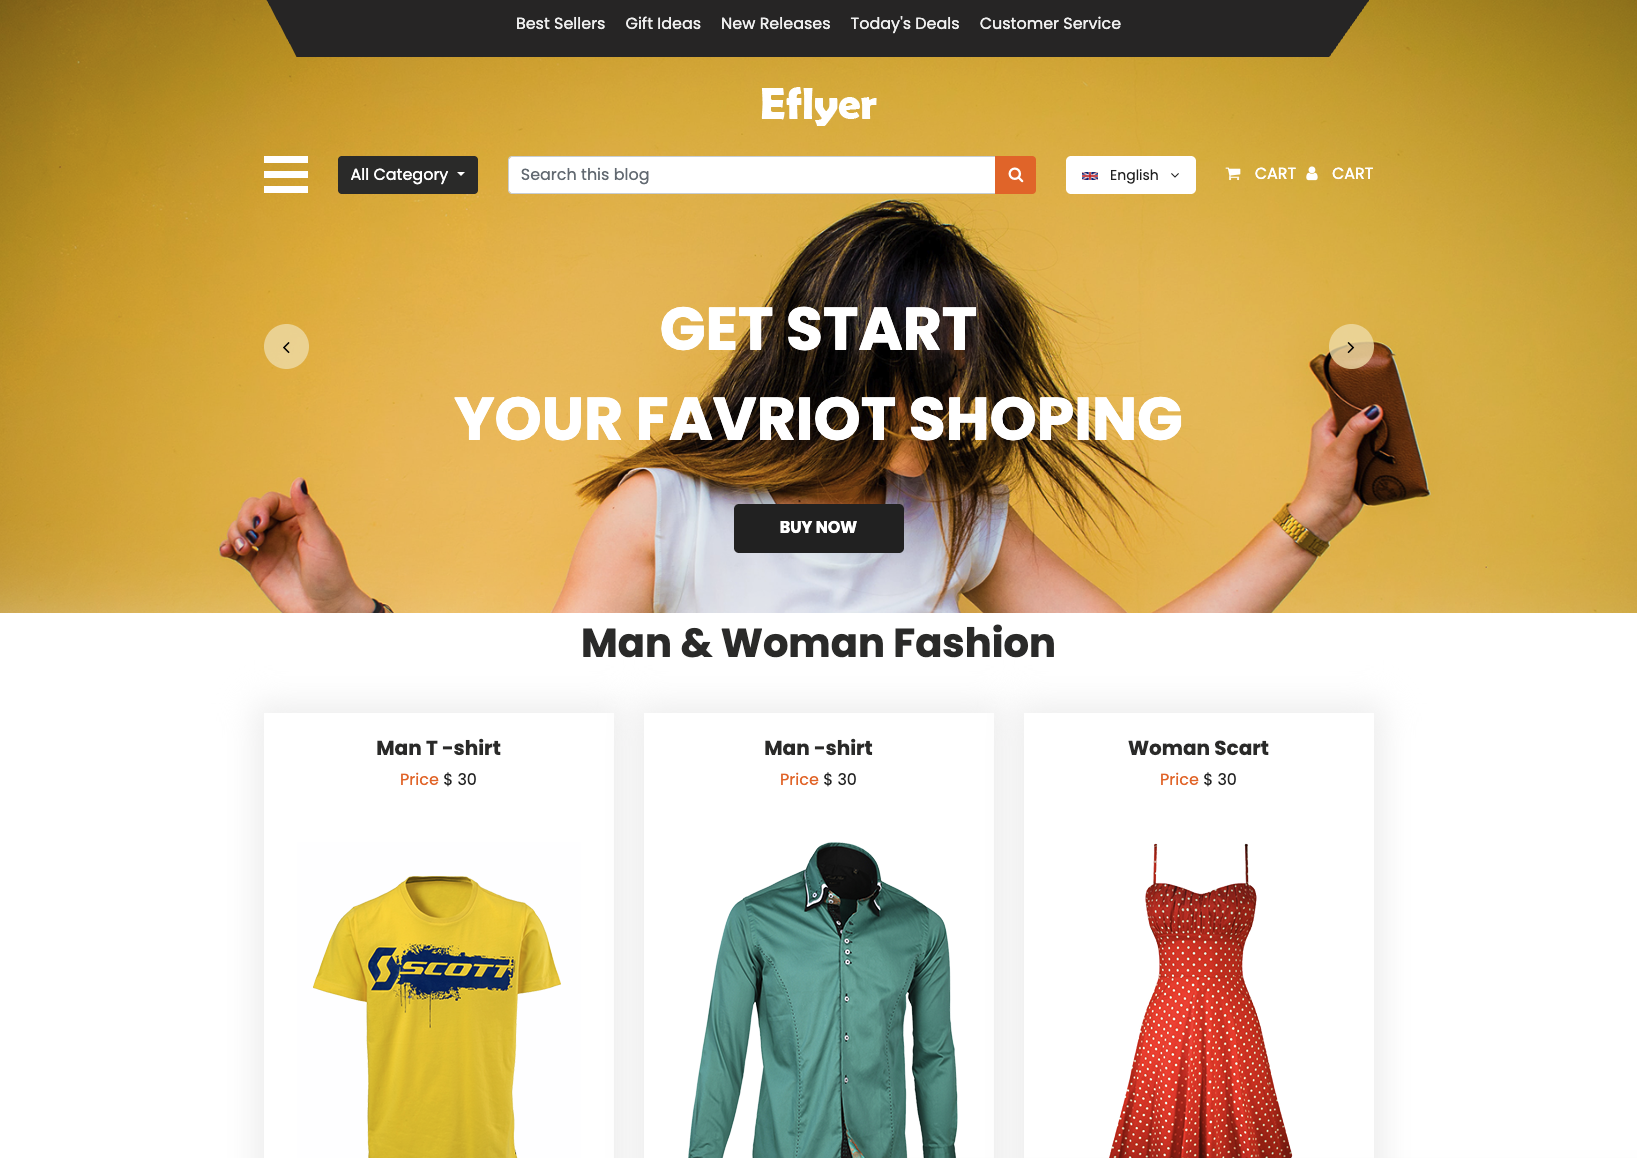 Best Sellers Gift Ideas New Releases Today's Deals Customer Service
Eflyer
All Category Search this blog English CART CART
GET START
YOUR FAVRIOT SHOPING
BUY NOW
Man & Woman Fashion
Man T -shirt Man -shirt Woman Scart
Price $ 30 Price $ 30 Price $ 30
SCOTT